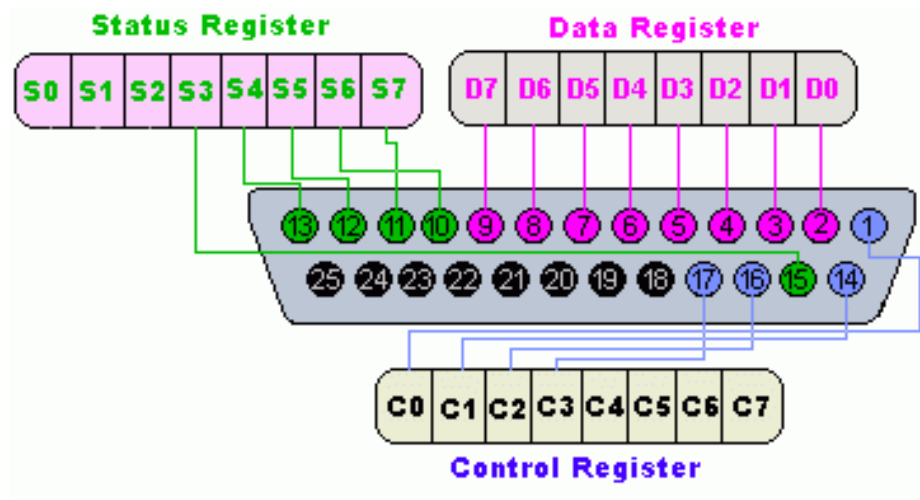 Status Register
Data Register
S0 S1 S2 S3 S4 S5 S6 S7
D7 D6 D5 D4 D3 D2 D1 D0
13 12 11 10 9 8 7 6 5 4 3 2 1
25 24 23 22 21 20 19 18 17 16 15 14
C0 C1 C2 C3 C4 C5 C6 C7
Control Register